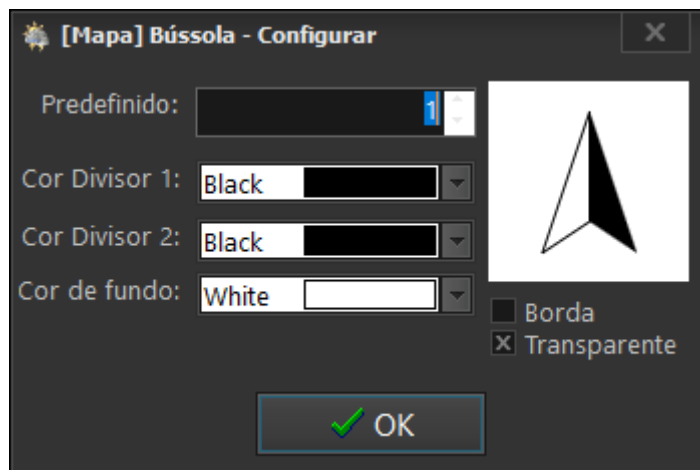 [Mapa] Bússola - Configurar
Predefinido: 1
Cor Divisor 1: Black
Cor Divisor 2: Black
Cor de fundo: White
Borda
Transparente
OK